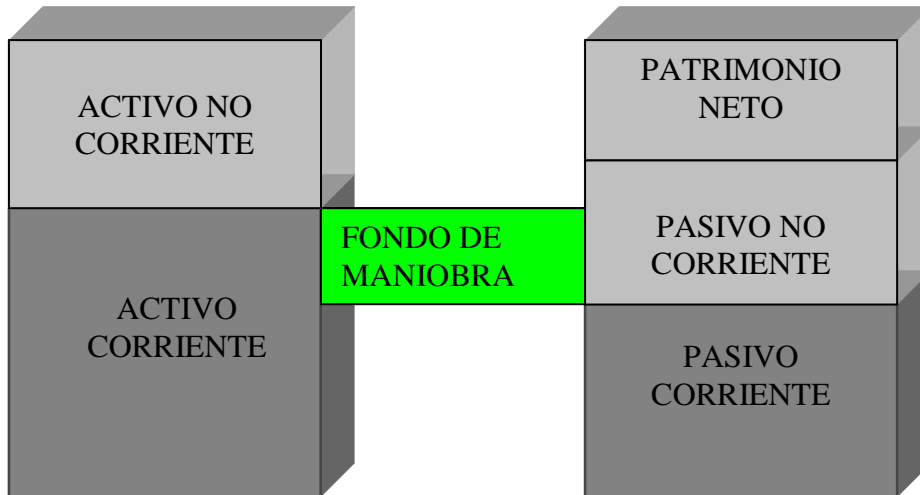 ACTIVO NO
CORRIENTE
ACTIVO
CORRIENTE
FONDO DE
MANIOBRA
PATRIMONIO
NETO
PASIVO NO
CORRIENTE
PASIVO
CORRIENTE